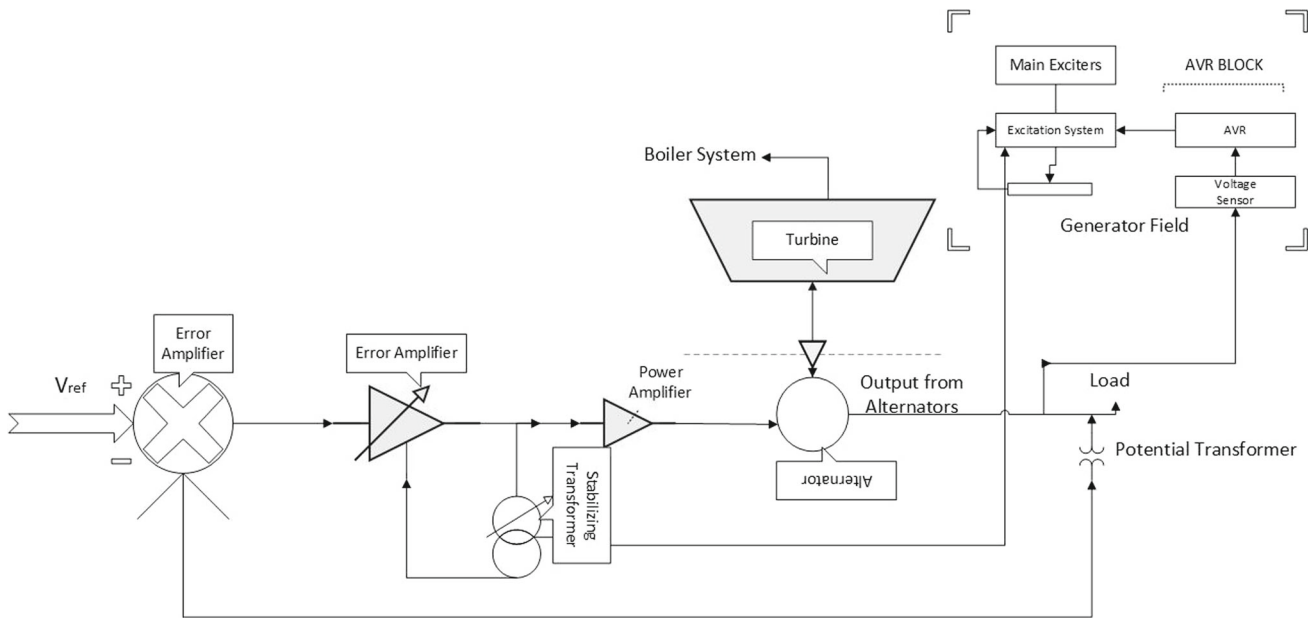 Main Exciters
AVR BLOCK
Excitation System
AVR
Voltage
Sensor
Generator Field
Boiler System
Turbine
Error
Amplifier
Error Amplifier
Vref
+
−
Power
Amplifier
Output from
Alternators
Load
Potential Transformer
Alternator
Stabilizing
Transformer